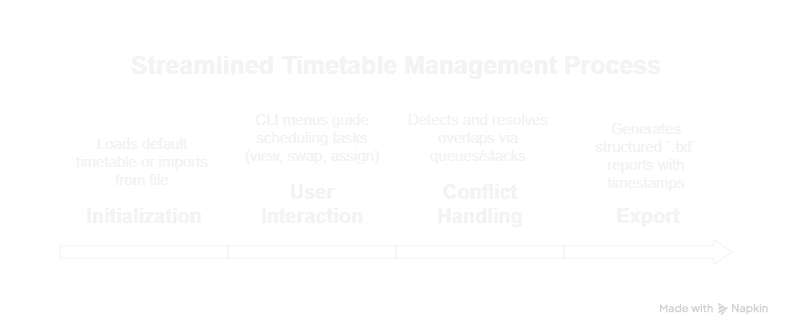 Streamlined Timetable Management Process
Loads default
timetable or imports
from file
Initialization
CLI menus guide
scheduling tasks
(view, swap, assign)
User
Interaction
Detects and resolves
overlaps via
queues/stacks
Conflict
Handling
Generates
structured `.txt`
reports with
timestamps
Export
Made with Napkin